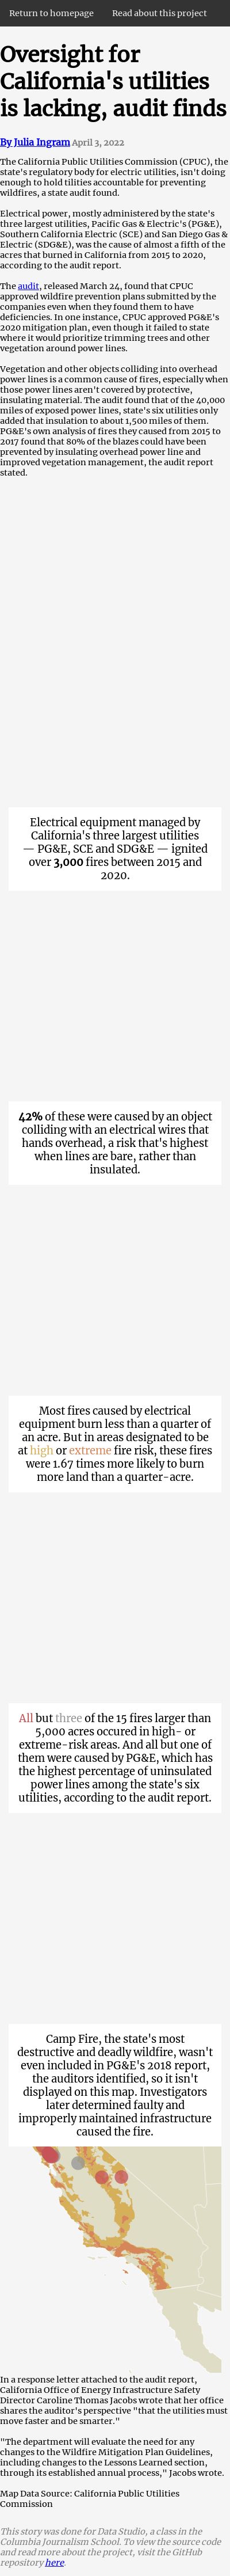 Return to homepage Read about this project
Oversight for
California's utilities
is lacking, audit finds
By Julia Ingram April 3, 2022
The California Public Utilities Commission (CPUC), the
state's regulatory body for electric utilities, isn't doing
enough to hold tilities accountable for preventing
wildfires, a state audit found.
Electrical power, mostly administered by the state's
three largest utilities, Pacific Gas & Electric's (PG&E),
Southern California Electric (SCE) and San Diego Gas &
Electric (SDG&E), was the cause of almost a fifth of the
acres that burned in California from 2015 to 2020,
according to the audit report.
The audit, released March 24, found that CPUC
approved wildfire prevention plans submitted by the
companies even when they found them to have
deficiencies. In one instance, CPUC approved PG&E's
2020 mitigation plan, even though it failed to state
where it would prioritize trimming trees and other
vegetation around power lines.
Vegetation and other objects colliding into overhead
power lines is a common cause of fires, especially when
those power lines aren't covered by protective,
insulating material. The audit found that of the 40,000
miles of exposed power lines, state's six utilities only
added that insulation to about 1,500 miles of them.
PG&E's own analysis of fires they caused from 2015 to
2017 found that 80% of the blazes could have been
prevented by insulating overhead power line and
improved vegetation management, the audit report
stated.
Electrical equipment managed by
California's three largest utilities
— PG&E, SCE and SDG&E — ignited
over 3,000 fires between 2015 and
2020.
42% of these were caused by an object
colliding with an electrical wires that
hands overhead, a risk that's highest
when lines are bare, rather than
insulated.
Most fires caused by electrical
equipment burn less than a quarter of
an acre. But in areas designated to be
at high or extreme fire risk, these fires
were 1.67 times more likely to burn
more land than a quarter-acre.
All but three of the 15 fires larger than
5,000 acres occured in high- or
extreme-risk areas. And all but one of
them were caused by PG&E, which has
the highest percentage of uninsulated
power lines among the state's six
utilities, according to the audit report.
Camp Fire, the state's most
destructive and deadly wildfire, wasn't
even included in PG&E's 2018 report,
the auditors identified, so it isn't
displayed on this map. Investigators
later determined faulty and
improperly maintained infrastructure
caused the fire.
In a response letter attached to the audit report,
California Office of Energy Infrastructure Safety
Director Caroline Thomas Jacobs wrote that her office
shares the auditor's perspective "that the utilities must
move faster and be smarter."
"The department will evaluate the need for any
changes to the Wildfire Mitigation Plan Guidelines,
including changes to the Lessons Learned section,
through its established annual process," Jacobs wrote.
Map Data Source: California Public Utilities
Commission
This story was done for Data Studio, a class in the
Columbia Journalism School. To view the source code
and read more about the project, visit the GitHub
repository here.